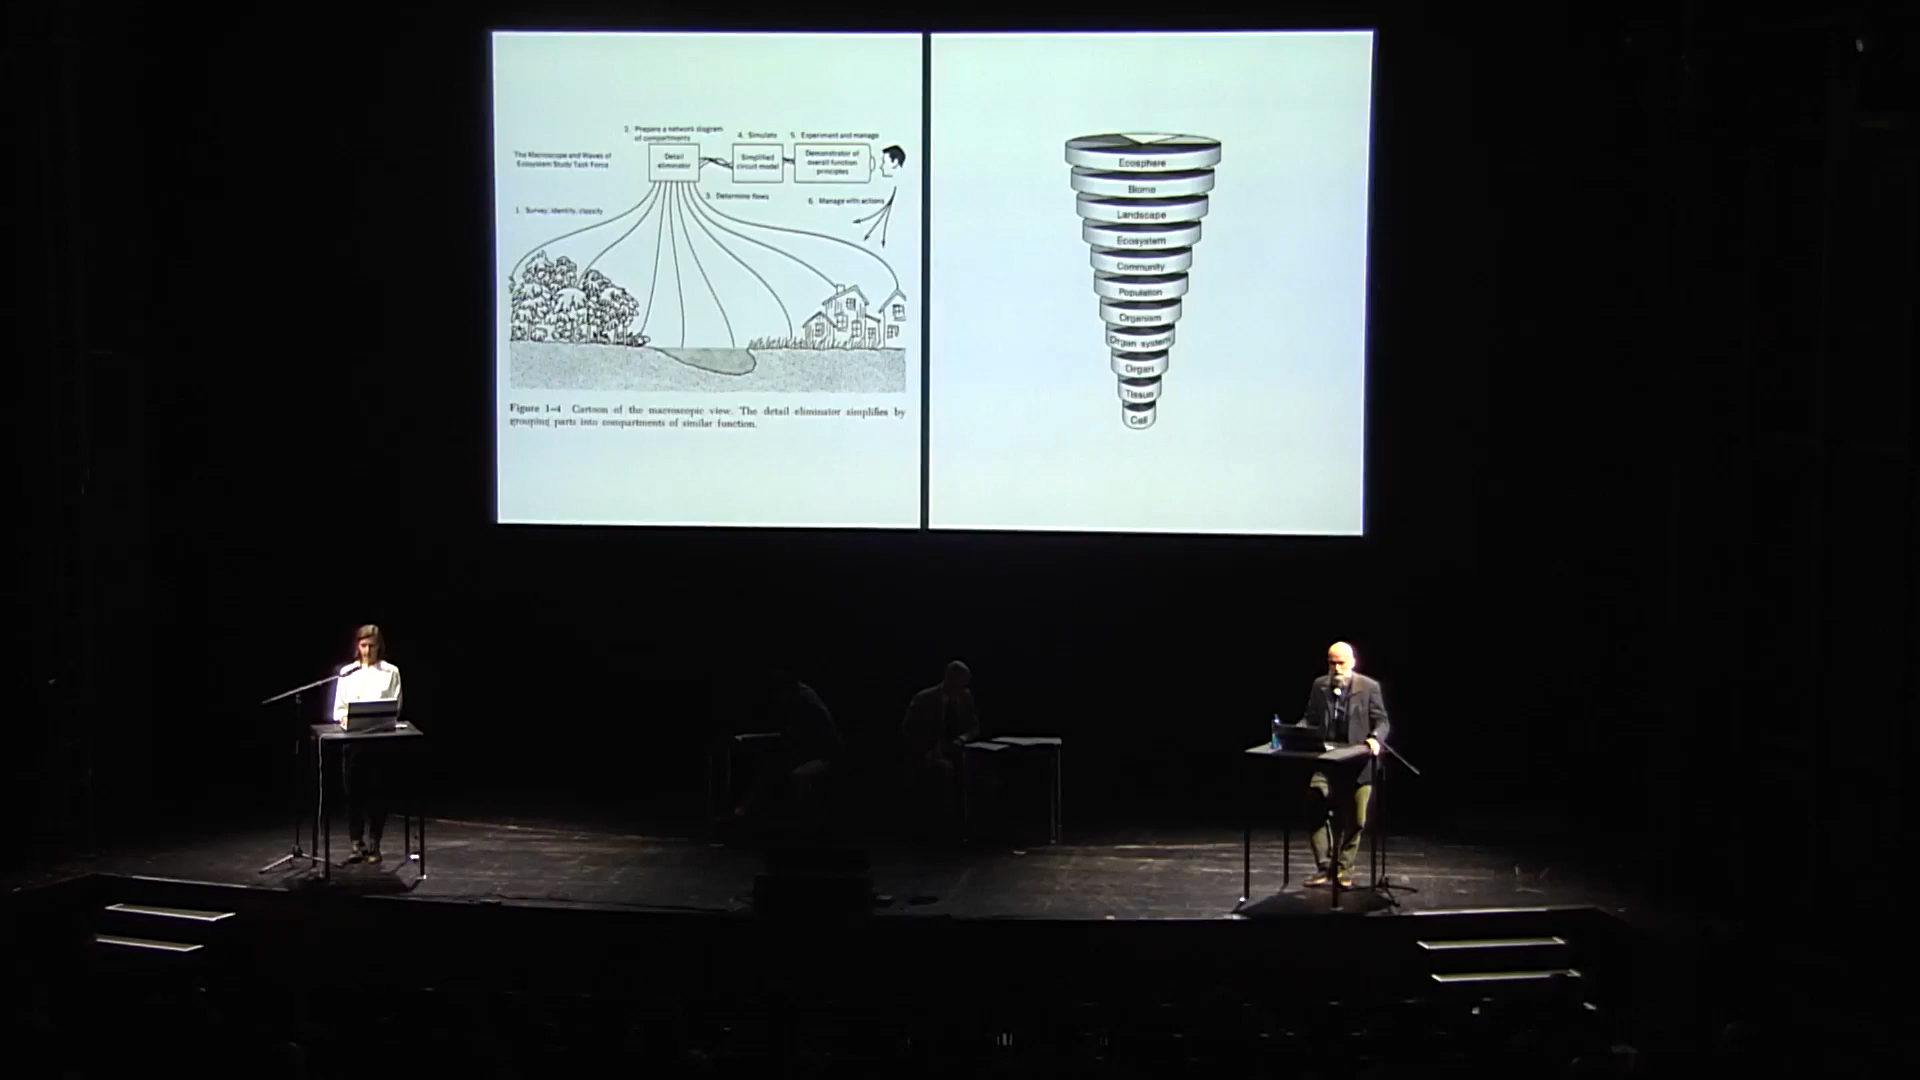 The Macroscope and Waves of
Ecosystem Study Task Force
2. Prepare a network diagram
of compartments
4. Simulate
5. Experiment and manage
Detail
eliminator
Simplified
circuit model
Demonstrator of
overall function
principles
3. Determine flows
6. Manage with actions
1. Survey, identify, classify
Figure 1–4 Cartoon of the macroscopic view. The detail eliminator simplifies by
grouping parts into compartments of similar function.
Ecosphere
Biome
Landscape
Ecosystem
Community
Population
Organism
Organ system
Organ
Tissue
Cell